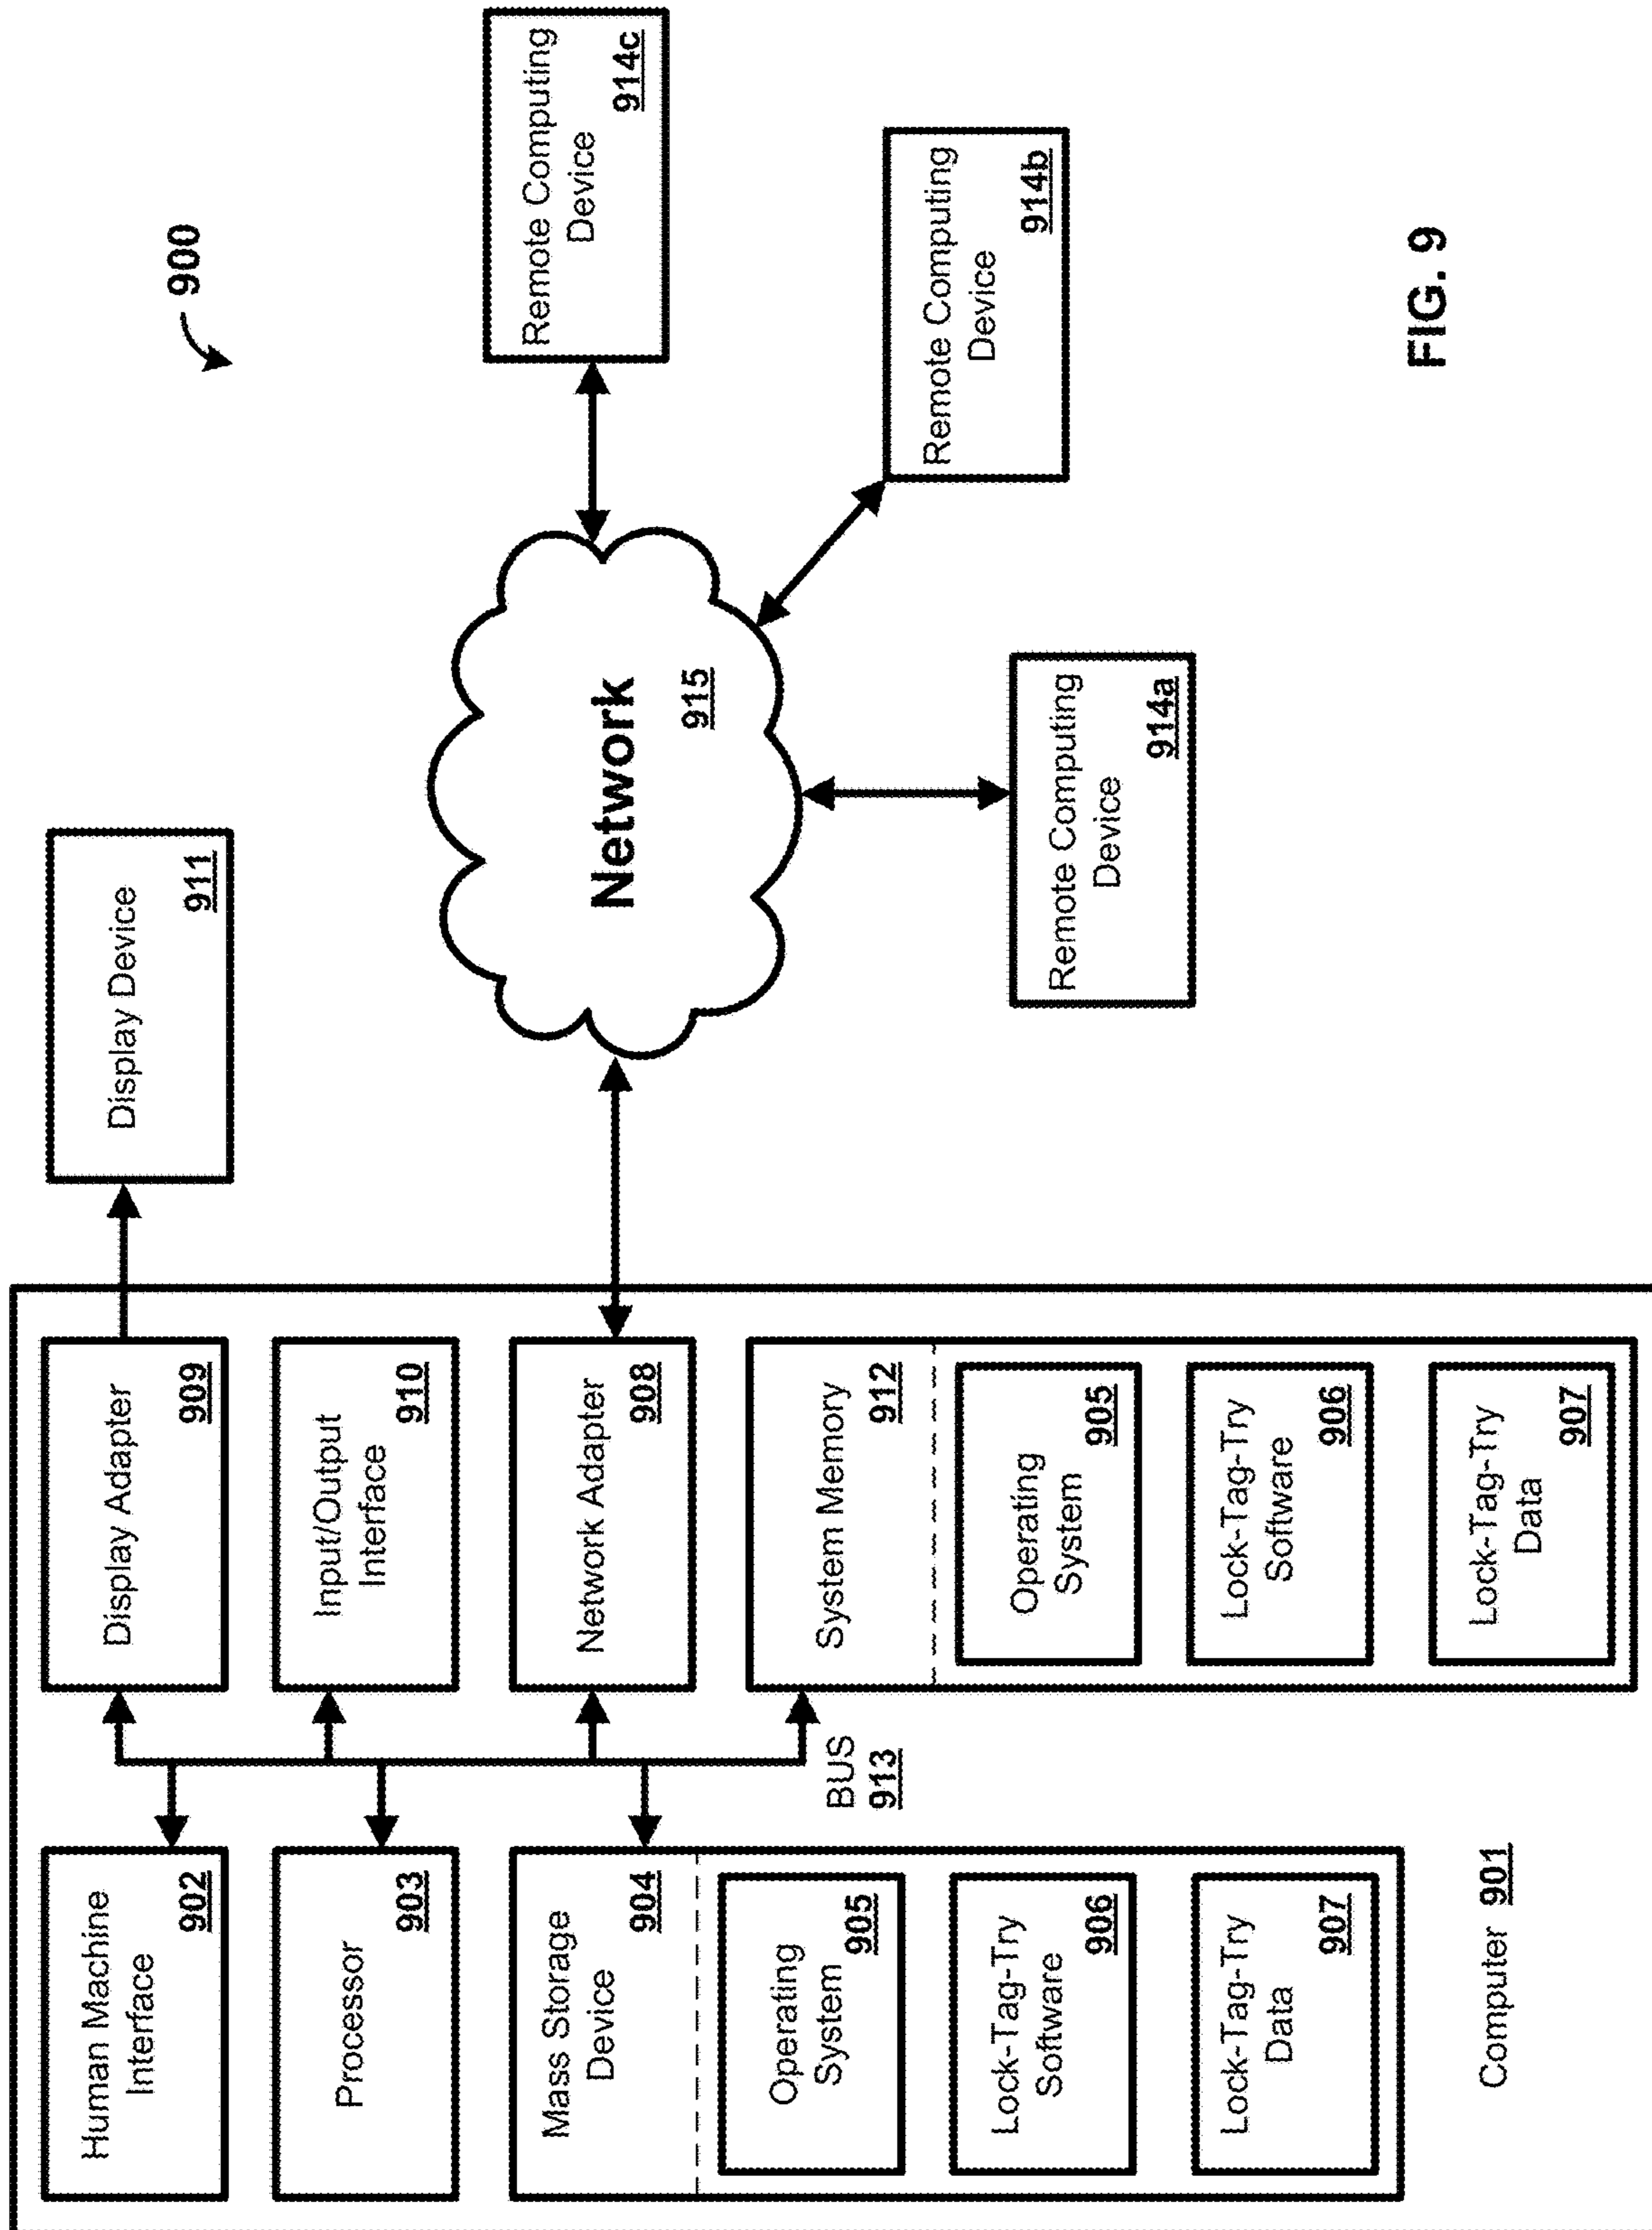 900
Human Machine
Interface
902
Processor
903
Mass Storage
Device
904
Operating
System
905
Lock-Tag-Try
Software
906
Lock-Tag-Try
Data
907
Computer 901
BUS
913
Display Adapter
909
Input/Output
Interface
910
Network Adapter
908
System Memory
912
Operating
System
905
Lock-Tag-Try
Software
906
Lock-Tag-Try
Data
907
Display Device
911
Network
915
Remote Computing
Device
914a
Remote Computing
Device
914b
Remote Computing
Device
914c
FIG. 9